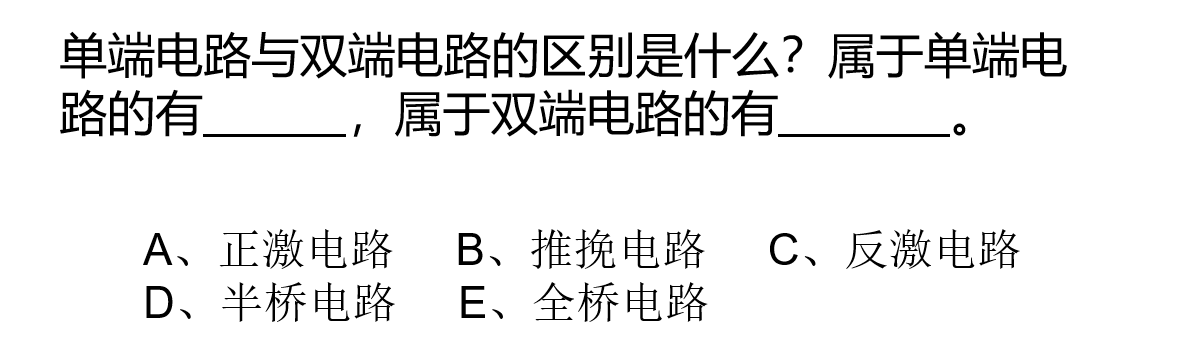 单端电路与双端电路的区别是什么？属于单端电
路的有______，属于双端电路的有_______。
A、正激电路 B、推挽电路 C、反激电路
D、半桥电路 E、全桥电路